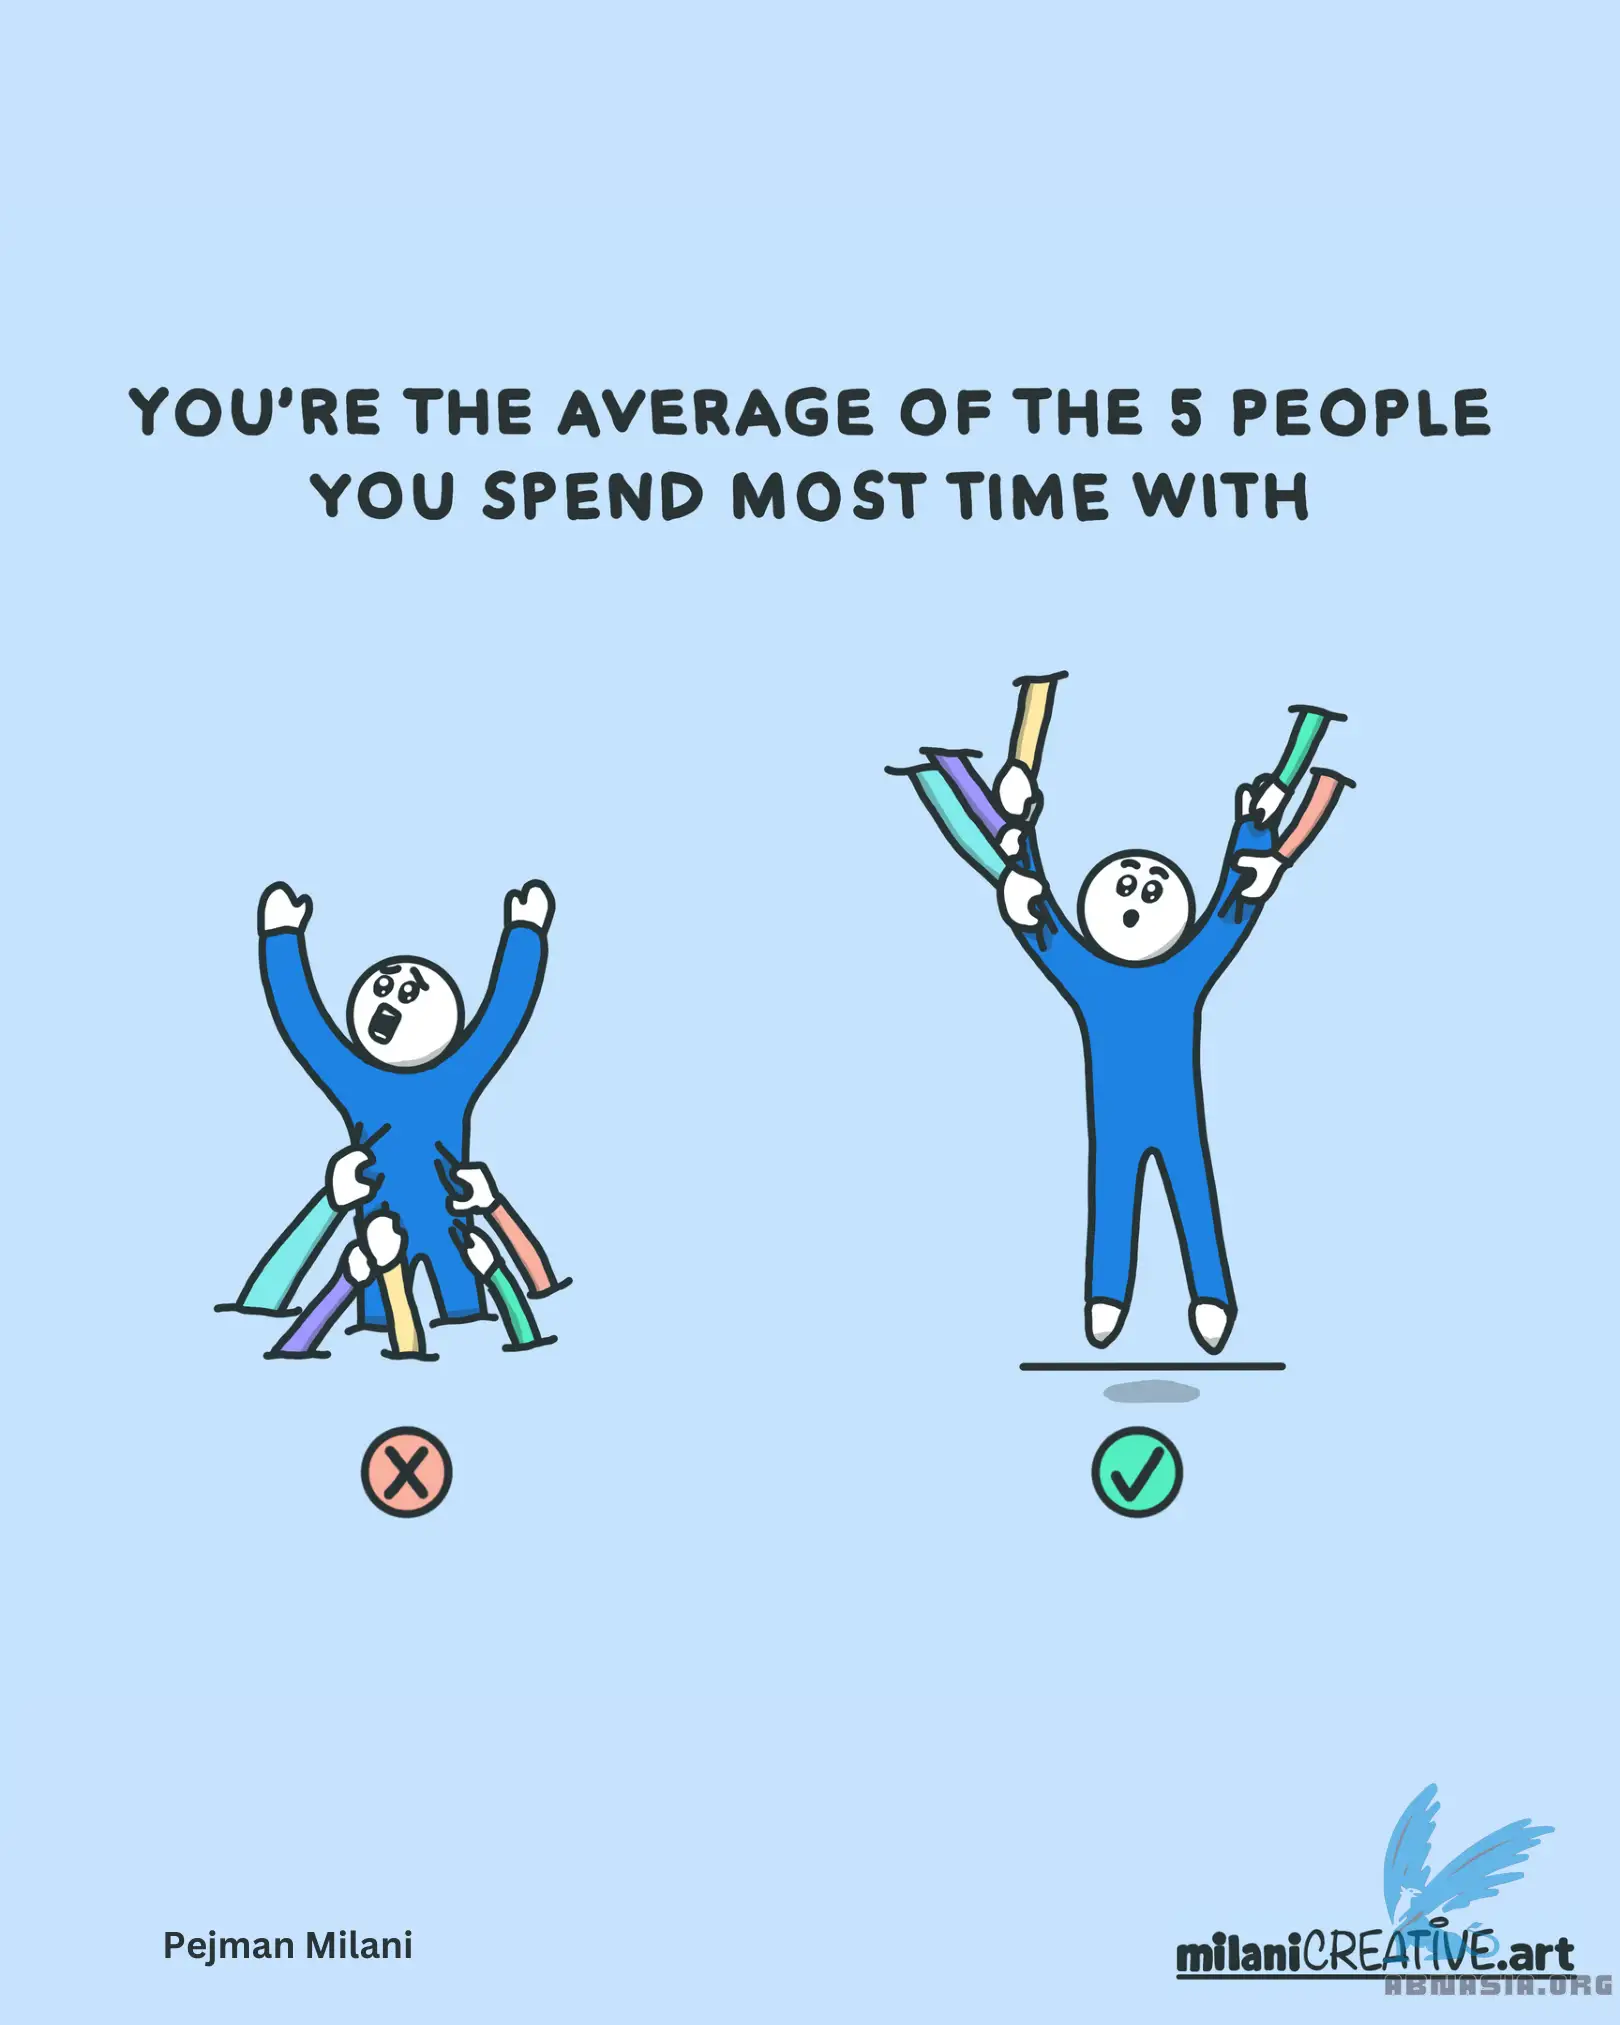 YOU'RE THE AVERAGE OF THE 5 PEOPLE
YOU SPEND MOST TIME WITH
Pejman Milani
milaniCREATIVE.art
ABNASIA.ORG